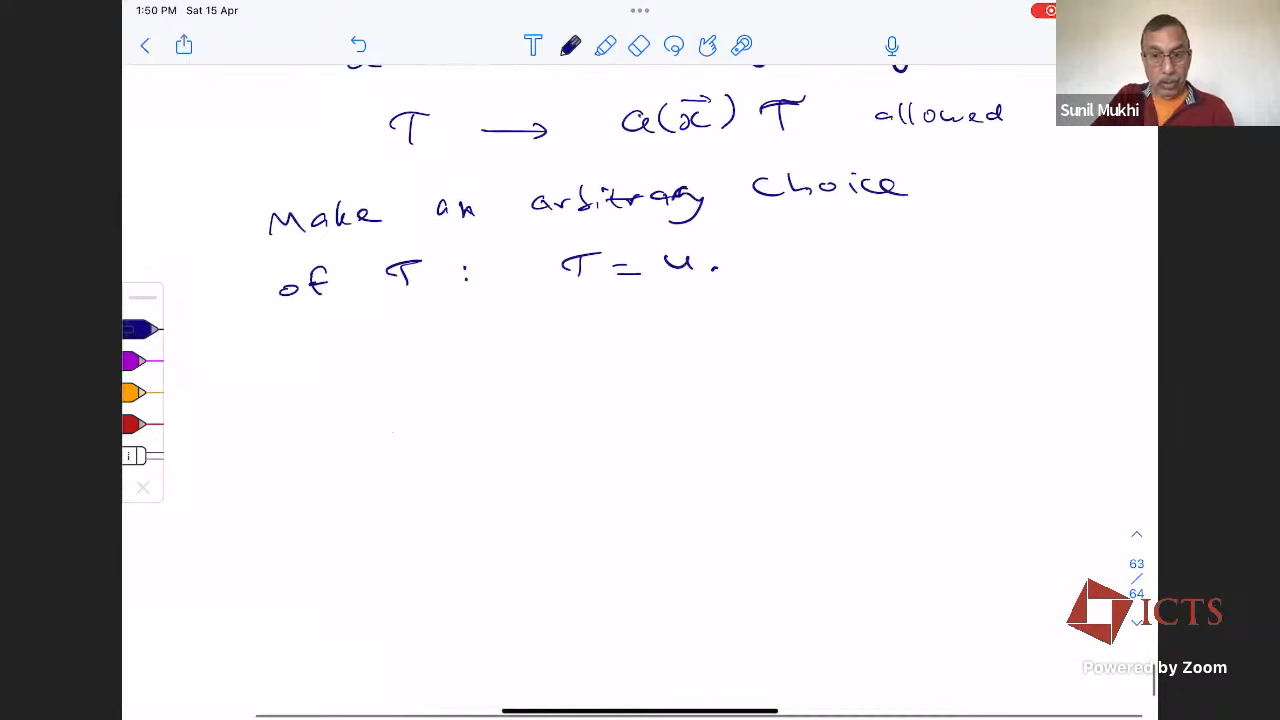 1:50 PM Sat 15 Apr
Sunil Mukhi
τ → a(x⃗) τ allowed
Make an arbitrary choice
of τ : τ = u.
63
/
64
ICTS
Powered by Zoom